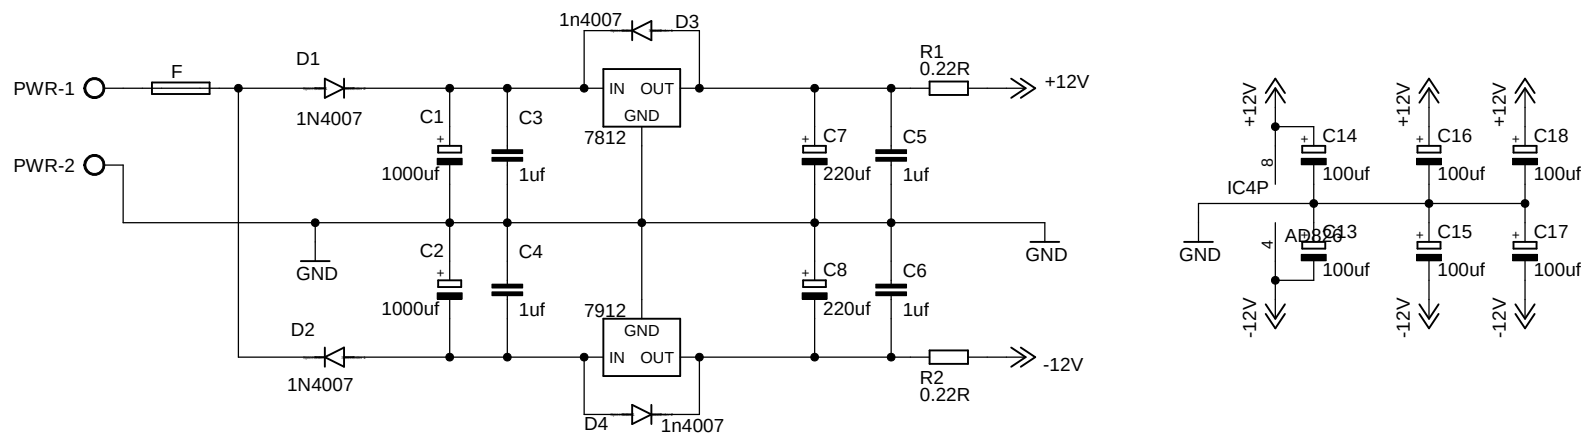 1n4007
D3
D1
R1
0.22R
F
PWR-1
IN OUT
GND
+12V
1N4007
C1
C3
7812
C7
C5
PWR-2
1000uf
1uf
220uf
1uf
GND
C2
C4
C8
C6
GND
1000uf
1uf
7912
220uf
1uf
D2
GND
IN OUT
-12V
1N4007
R2
0.22R
D4
1n4007
+12V
+12V
+12V
C14
C16
C18
8
100uf
100uf
100uf
IC4P
4
AD826
C13
C15
C17
GND
100uf
100uf
100uf
-12V
-12V
-12V